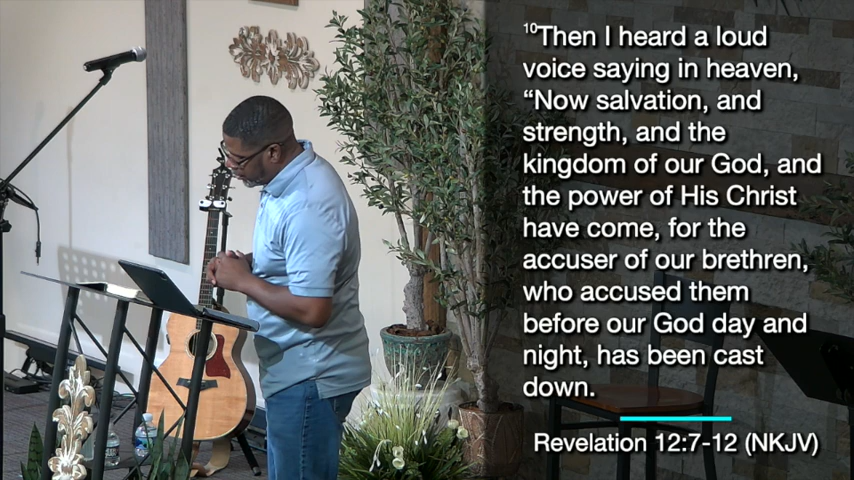 10Then I heard a loud
voice saying in heaven,
“Now salvation, and
strength, and the
kingdom of our God, and
the power of His Christ
have come, for the
accuser of our brethren,
who accused them
before our God day and
night, has been cast
down.
Revelation 12:7-12 (NKJV)